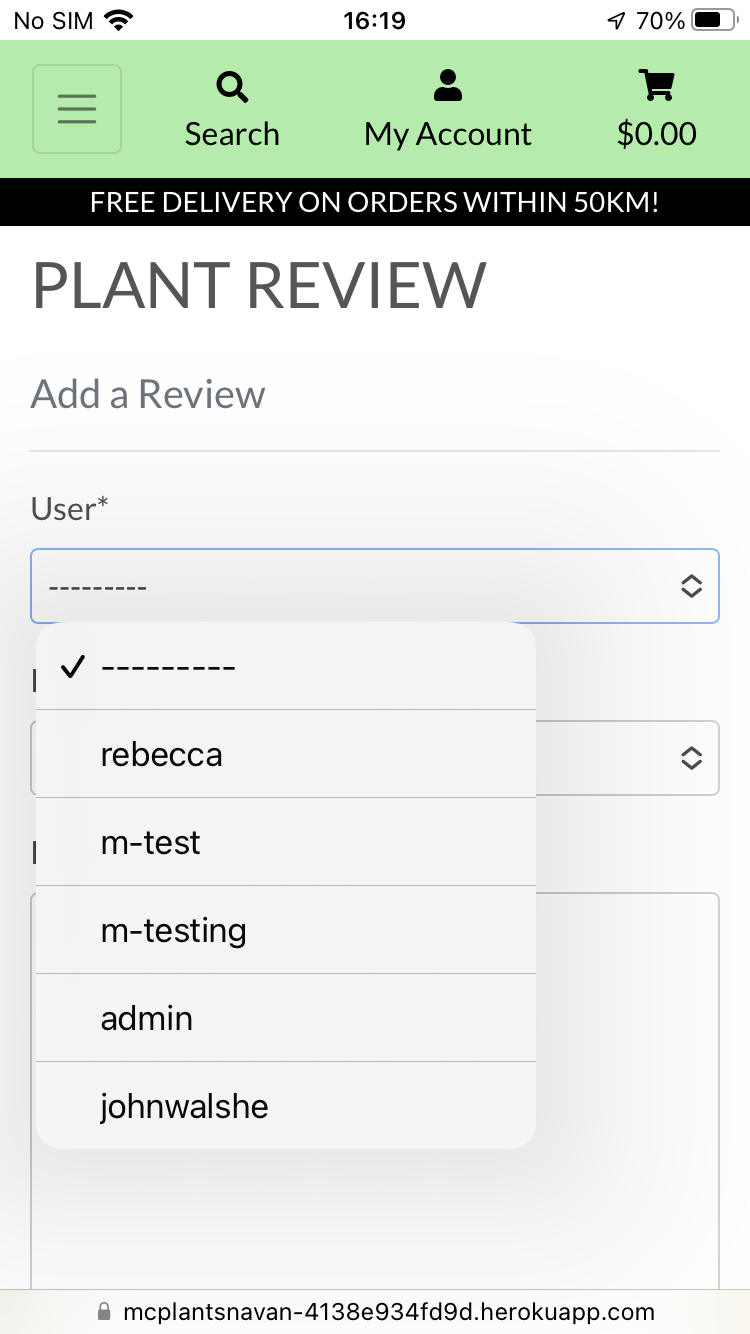 No SIM 16:19 70%
Search My Account $0.00
FREE DELIVERY ON ORDERS WITHIN 50KM!
PLANT REVIEW
Add a Review
User*
---------
---------
rebecca
m-test
m-testing
admin
johnwalshe
mcplantsnavan-4138e934fd9d.herokuapp.com